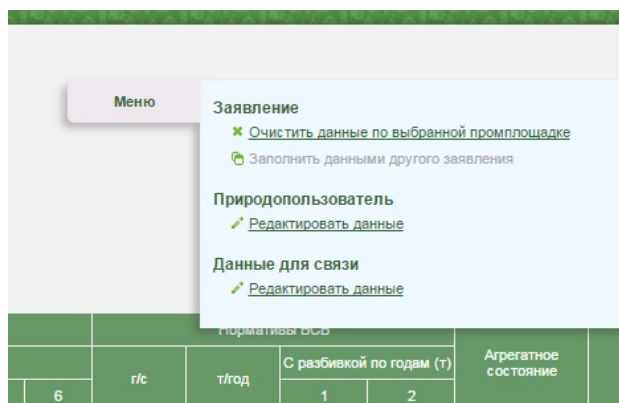 Меню
Заявление
Очистить данные по выбранной промплощадке
Заполнить данными другого заявления
Природопользователь
Редактировать данные
Данные для связи
Редактировать данные
Нормативы ВСВ
С разбивкой по годам (т)
Агрегатное
состояние
г/с
т/год
6
1
2